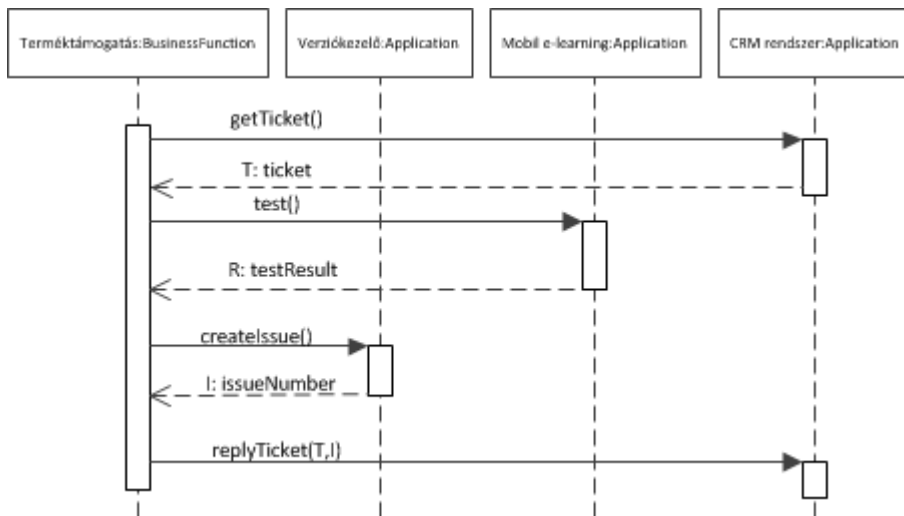 Terméktámogatás:BusinessFunction
Verziókezelő:Application
Mobil e-learning:Application
CRM rendszer:Application
getTicket()
T: ticket
test()
R: testResult
createIssue()
I: issueNumber
replyTicket(T,I)